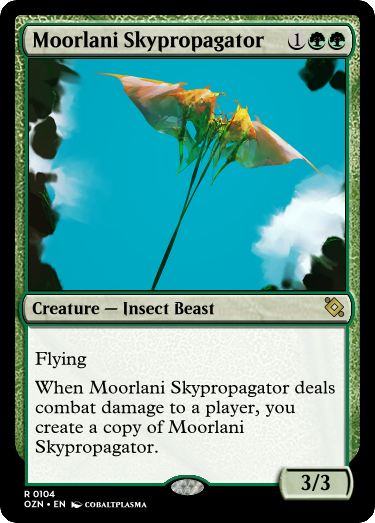 Moorlani Skypropagator 1
Creature — Insect Beast
Flying
When Moorlani Skypropagator deals
combat damage to a player, you
create a copy of Moorlani
Skypropagator.
3/3
R 0104
OZN • EN COBALTPLASMA